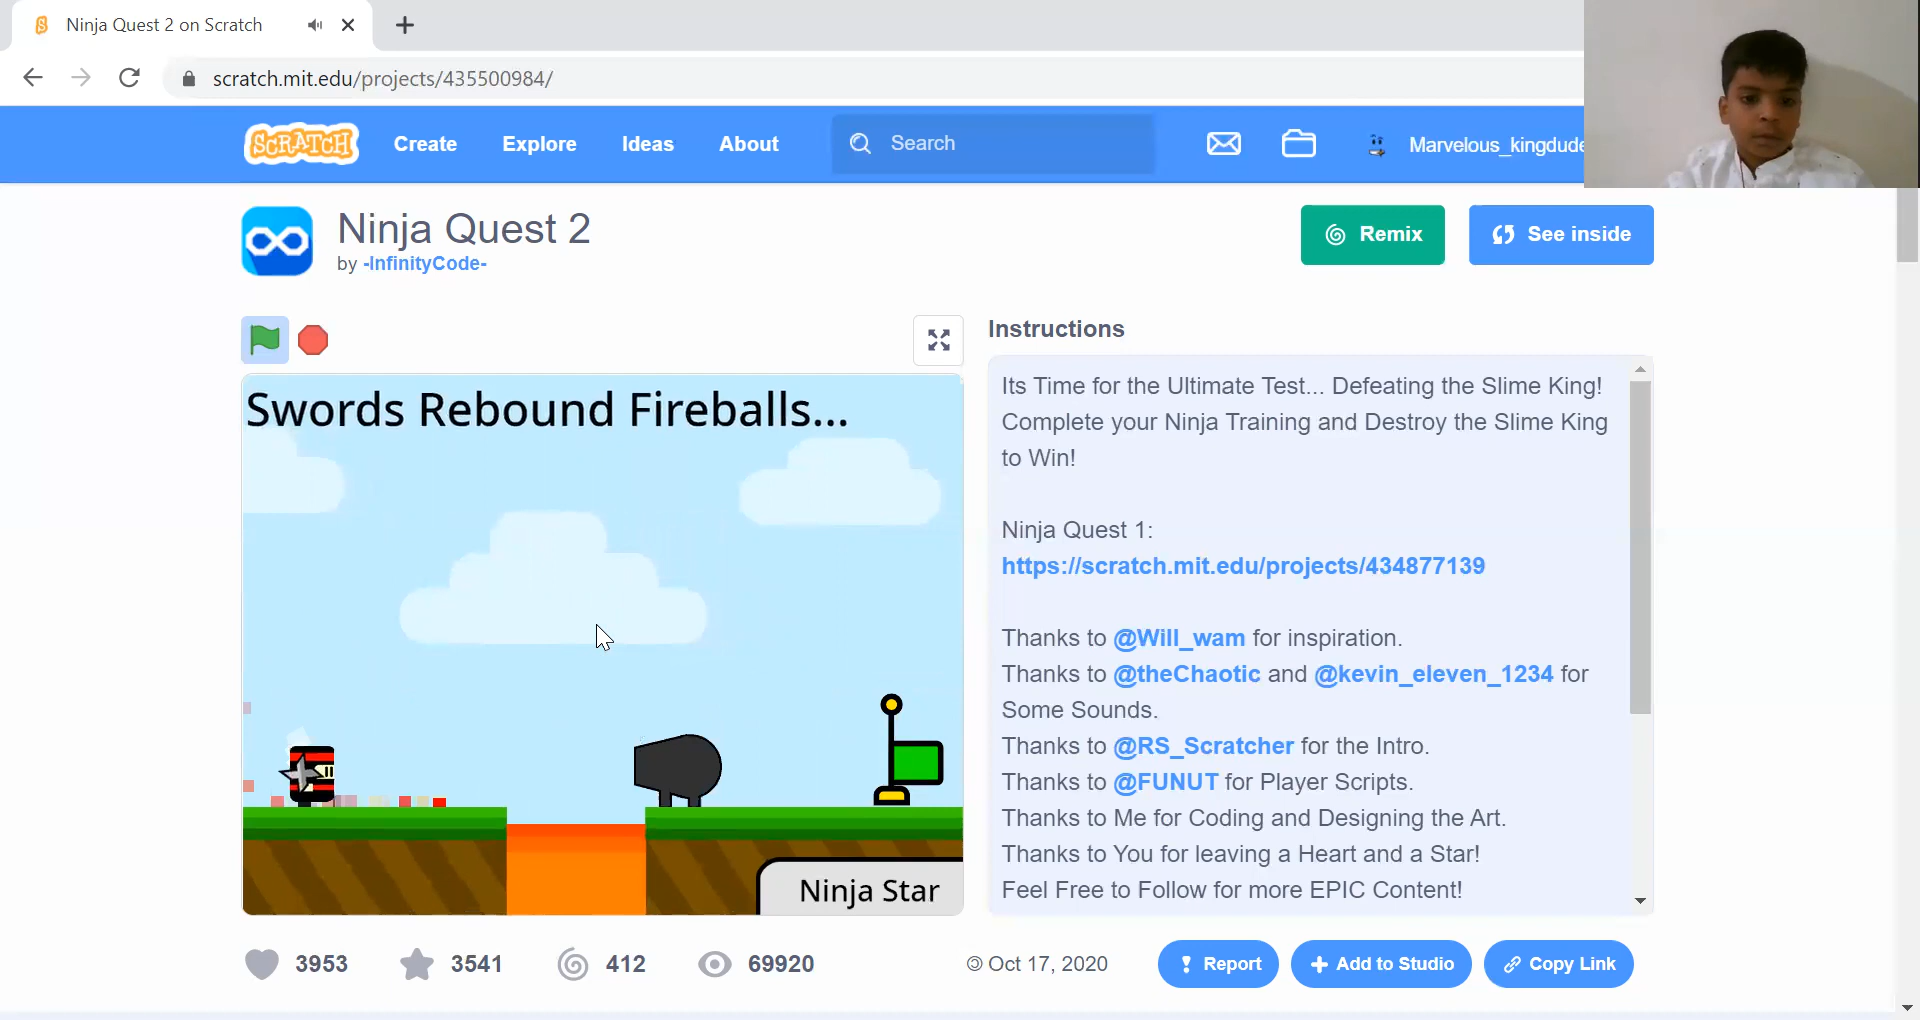 Ninja Quest 2 on Scratch
scratch.mit.edu/projects/435500984/
SCRATCH Create Explore Ideas About Search Marvelous_kingdude
Ninja Quest 2
by -InfinityCode-
Remix See inside
Instructions
Swords Rebound Fireballs...
Ninja Star
Its Time for the Ultimate Test... Defeating the Slime King!
Complete your Ninja Training and Destroy the Slime King
to Win!
Ninja Quest 1:
https://scratch.mit.edu/projects/434877139
Thanks to @Will_wam for inspiration.
Thanks to @theChaotic and @kevin_eleven_1234 for
Some Sounds.
Thanks to @RS_Scratcher for the Intro.
Thanks to @FUNUT for Player Scripts.
Thanks to Me for Coding and Designing the Art.
Thanks to You for leaving a Heart and a Star!
Feel Free to Follow for more EPIC Content!
3953 3541 412 69920 Oct 17, 2020 Report Add to Studio Copy Link